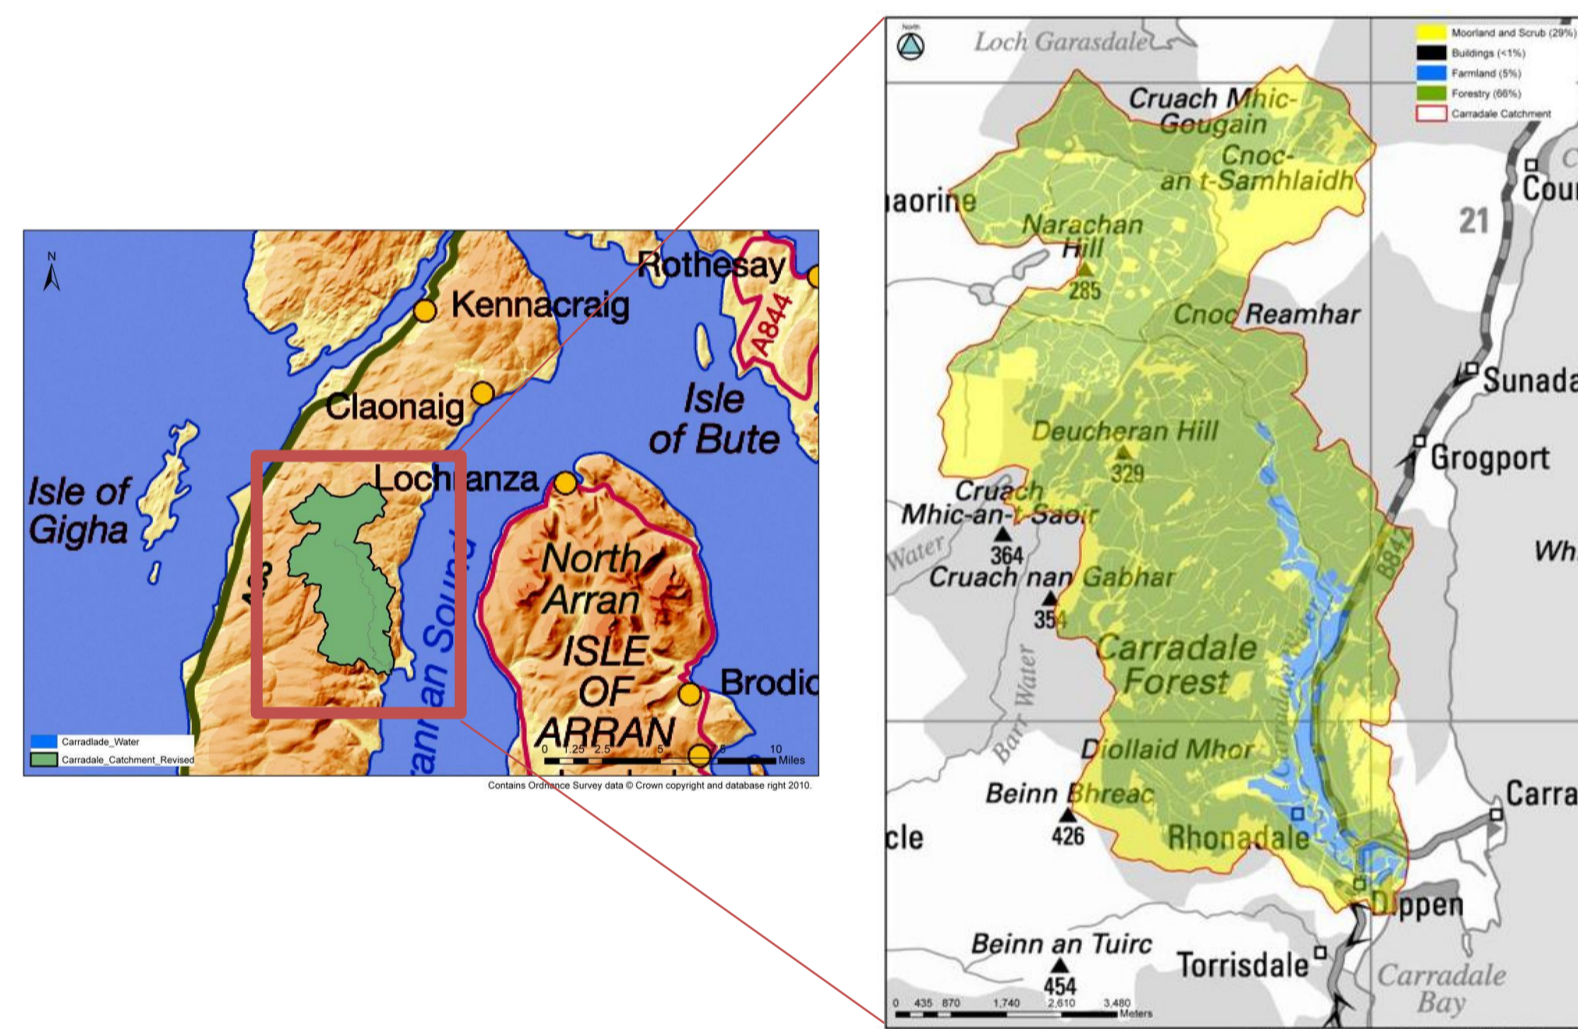 N
Kennacraig
Rothesay
A844
Claonaig
Isle
of Bute
Isle of
Gigha
Lochranza
North
Arran
ISLE
OF
ARRAN
Brodic
Carradlade_Water
Carradale_Catchment_Revised
0 1.25 2.5 5 10
Miles
Contains Ordnance Survey data © Crown copyright and database right 2010.
North
Loch Garasdale
Moorland and Scrub (29%)
Buildings (<1%)
Farmland (5%)
Forestry (66%)
Carradale Catchment
Cruach Mhic-
Gougain
Cnoc-
an t-Samhlaidh
Cour
21
aorine
Narachan
Hill
285
Cnoc Reamhar
Sunada
Deucheran Hill
329
Grogport
Cruach
Mhic-an-t-Saoir
364
Water
B842
Wh
Cruach nan Gabhar
354
Carradale
Forest
Carradale Water
Barr Water
Diollaid Mhor
Beinn Bhreac
426
Carra
cle
Rhonadale
Dippen
Beinn an Tuirc
454
Torrisdale
Carradale
Bay
0 435 870 1,740 2,610 3,480
Meters